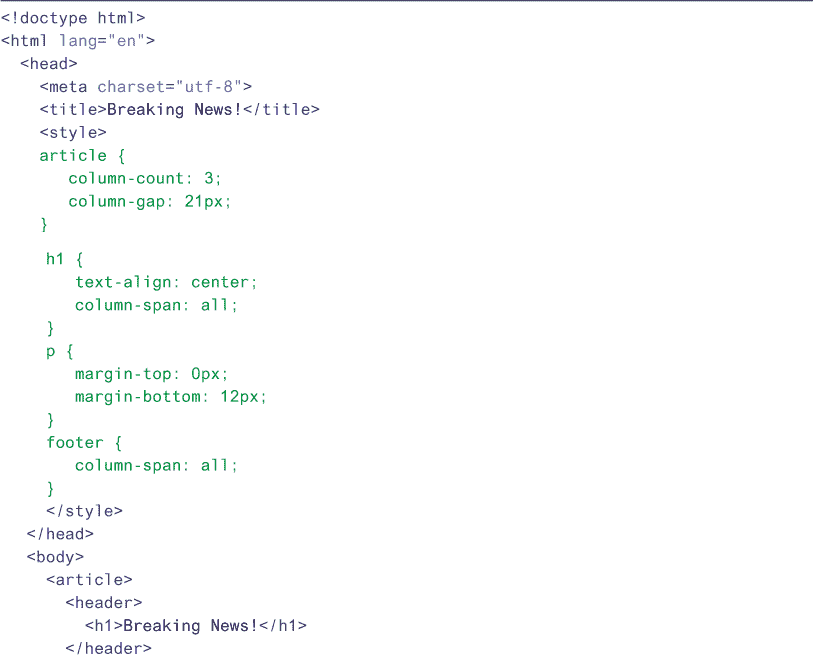 <!doctype html>
<html lang="en">
<head>
<meta charset="utf-8">
<title>Breaking News!</title>
<style>
article {
column-count: 3;
column-gap: 21px;
}
h1 {
text-align: center;
column-span: all;
}
p {
margin-top: 0px;
margin-bottom: 12px;
}
footer {
column-span: all;
}
</style>
</head>
<body>
<article>
<header>
<h1>Breaking News!</h1>
</header>